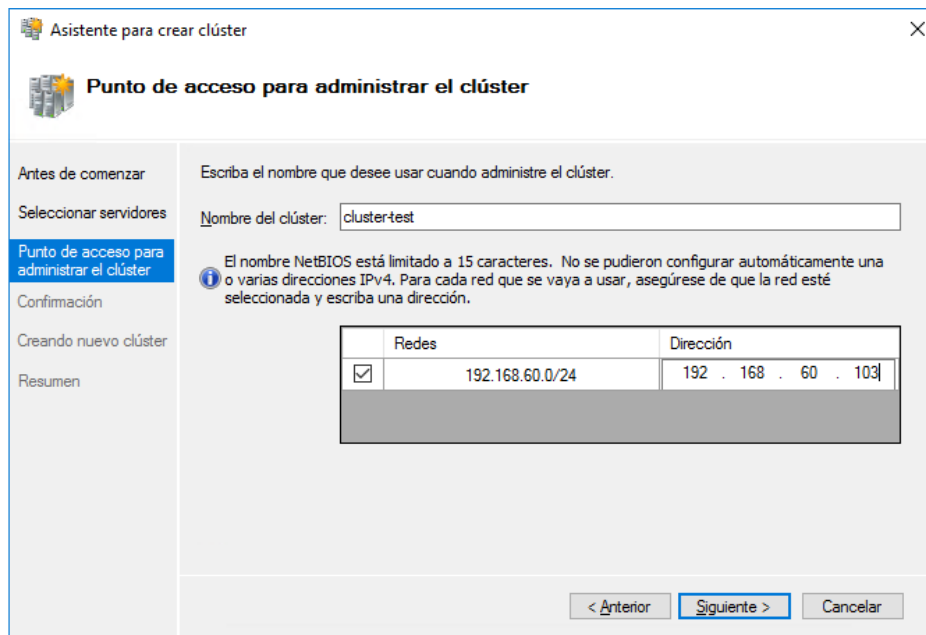 Asistente para crear clúster
Punto de acceso para administrar el clúster
Antes de comenzar
Seleccionar servidores
Punto de acceso para
administrar el clúster
Confirmación
Creando nuevo clúster
Resumen
Escriba el nombre que desee usar cuando administre el clúster.
Nombre del clúster: cluster-test
El nombre NetBIOS está limitado a 15 caracteres. No se pudieron configurar automáticamente una
o varias direcciones IPv4. Para cada red que se vaya a usar, asegúrese de que la red esté
seleccionada y escriba una dirección.
Redes Dirección
192.168.60.0/24 192 . 168 . 60 . 103
< Anterior Siguiente > Cancelar